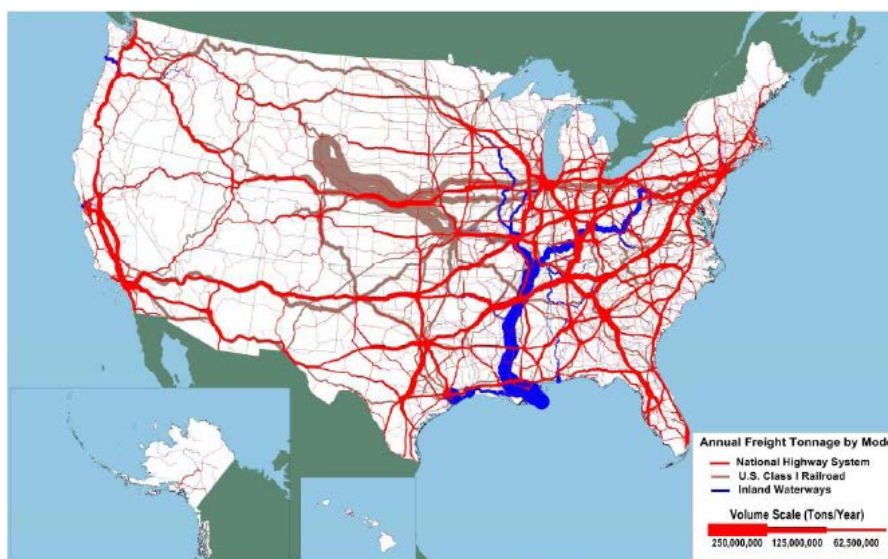 Annual Freight Tonnage by Mode
National Highway System
U.S. Class I Railroad
Inland Waterways
Volume Scale (Tons/Year)
250,000,000 125,000,000 62,500,000